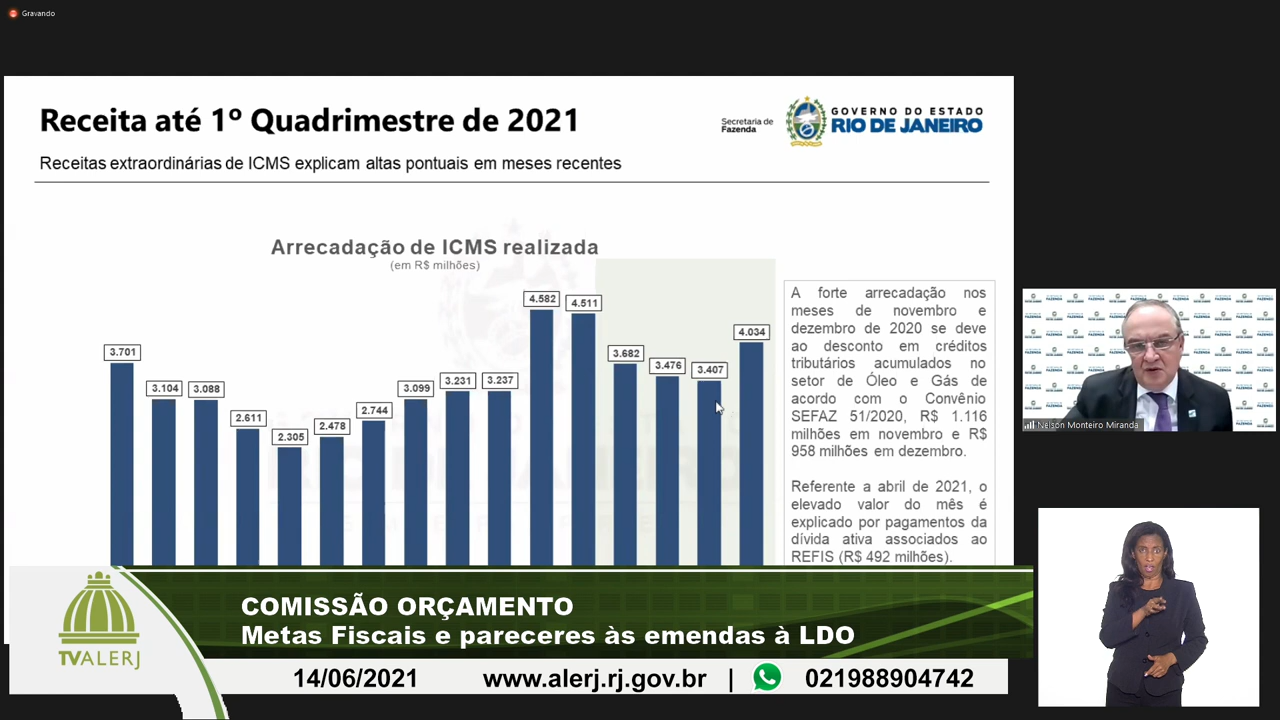 Gravando
Receita até 1º Quadrimestre de 2021
Receitas extraordinárias de ICMS explicam altas pontuais em meses recentes
Secretaria de
Fazenda
GOVERNO DO ESTADO
RIO DE JANEIRO
Arrecadação de ICMS realizada
(em R$ milhões)
3.701
3.104
3.088
2.611
2.305
2.478
2.744
3.099
3.231
3.237
4.582
4.511
3.682
3.476
3.407
4.034
A forte arrecadação nos
meses de novembro e
dezembro de 2020 se deve
ao desconto em créditos
tributários acumulados no
setor de Óleo e Gás de
acordo com o Convênio
SEFAZ 51/2020, R$ 1.116
milhões em novembro e R$
958 milhões em dezembro.
Referente a abril de 2021, o
elevado valor do mês é
explicado por pagamentos da
dívida ativa associados ao
REFIS (R$ 492 milhões).
Nelson Monteiro Miranda
TVALERJ
COMISSÃO ORÇAMENTO
Metas Fiscais e pareceres às emendas à LDO
14/06/2021
www.alerj.rj.gov.br | 021988904742